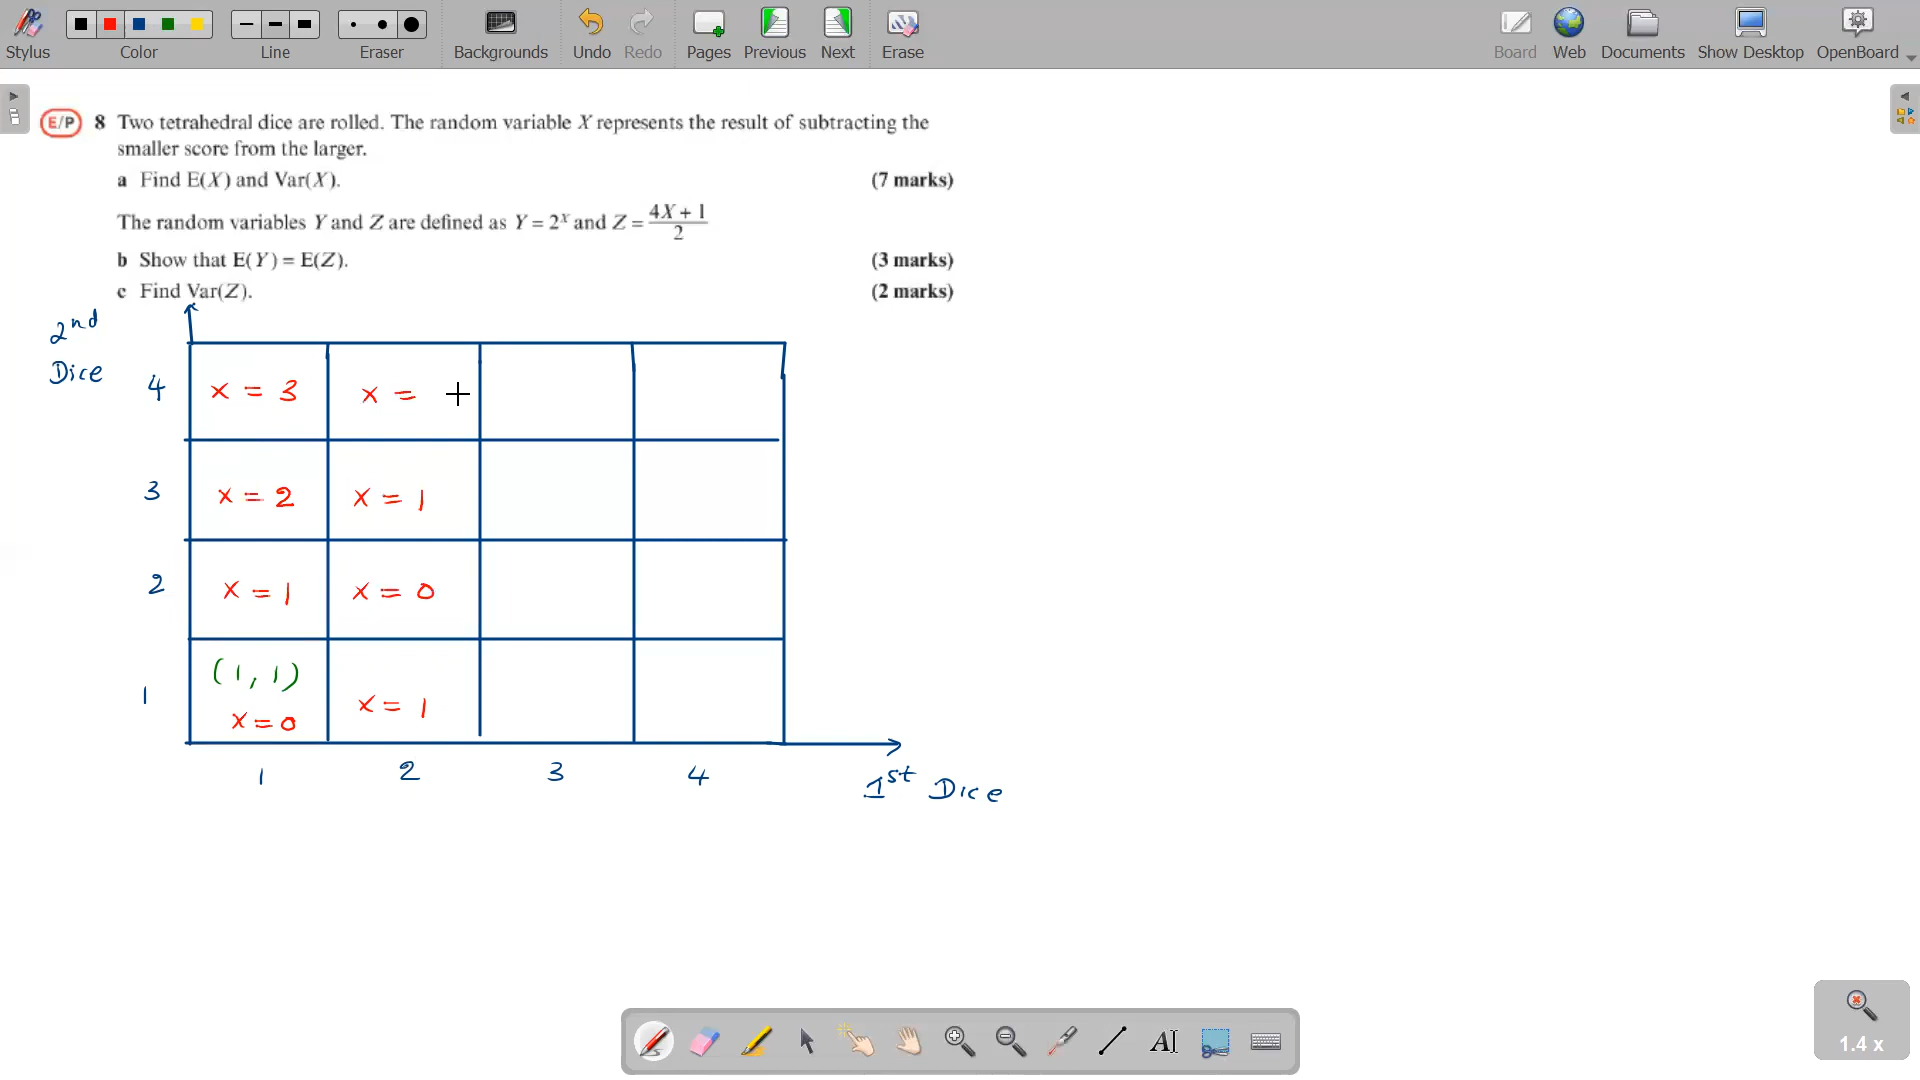 Stylus Color Line Eraser Backgrounds Undo Redo Pages Previous Next Erase Board Web Documents Show Desktop OpenBoard
E/P 8 Two tetrahedral dice are rolled. The random variable X represents the result of subtracting the
smaller score from the larger.
a Find E(X) and Var(X). (7 marks)
The random variables Y and Z are defined as Y = 2^X and Z = (4X + 1)/2
b Show that E(Y) = E(Z). (3 marks)
c Find Var(Z). (2 marks)
2nd
Dice
4 x = 3 x =
3 x = 2 x = 1
2 x = 1 x = 0
(1, 1)
1 x = 1
x = 0
1 2 3 4
1st Dice
1.4 x